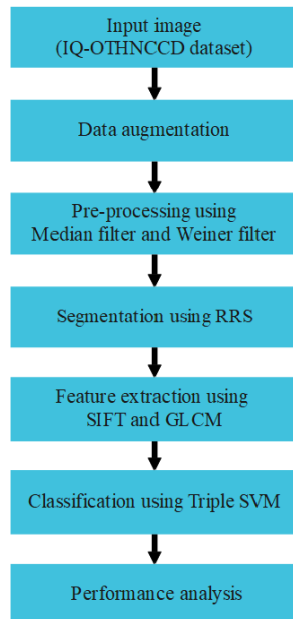 Input image
(IQ-OTHNCCD dataset)
Data augmentation
Pre-processing using
Median filter and Weiner filter
Segmentation using RRS
Feature extraction using
SIFT and GLCM
Classification using Triple SVM
Performance analysis